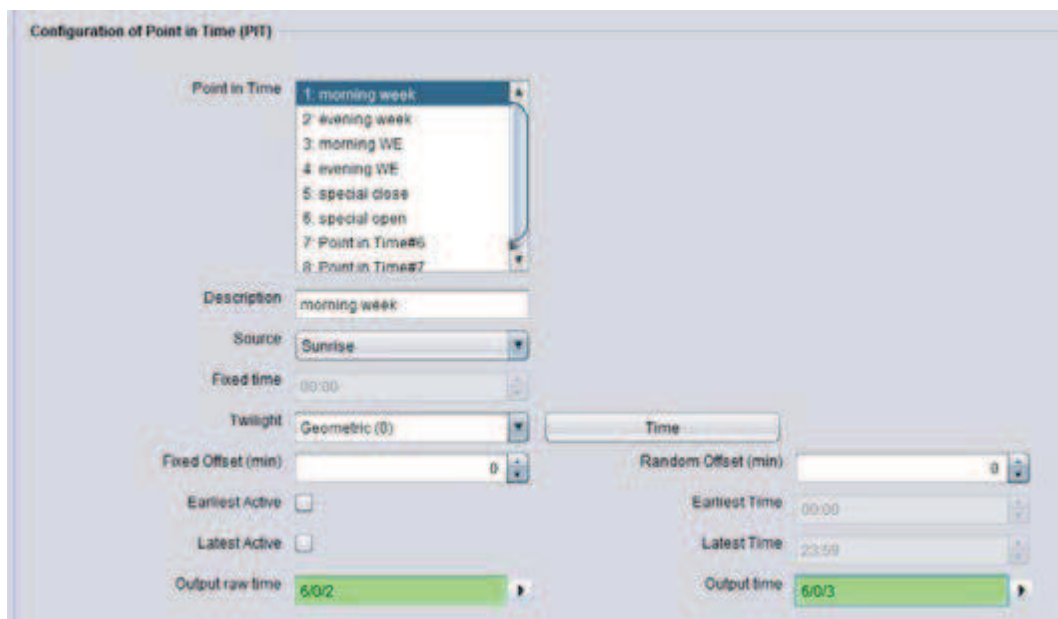 Configuration of Point in Time (PIT)
Point in Time
1: morning week
2: evening week
3: morning WE
4: evening WE
5: special close
6: special open
7: Point in Time#6
8: Point in Time#7
Description morning week
Source Sunrise
Fixed time 00:00
Twilight Geometric (0) Time
Fixed Offset (min) 0 Random Offset (min) 0
Earliest Active Earliest Time 00:00
Latest Active Latest Time 23:59
Output raw time 6/0/2 Output time 6/0/3